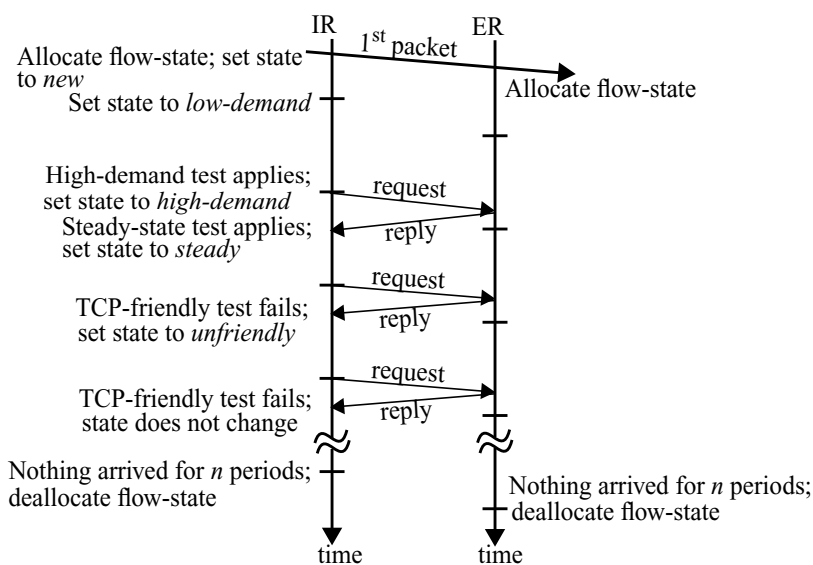 IR
ER
1st packet
Allocate flow-state; set state
to new
Allocate flow-state
Set state to low-demand
High-demand test applies;
set state to high-demand
request
Steady-state test applies;
set state to steady
reply
request
TCP-friendly test fails;
set state to unfriendly
reply
request
TCP-friendly test fails;
state does not change
reply
Nothing arrived for n periods;
deallocate flow-state
Nothing arrived for n periods;
deallocate flow-state
time
time